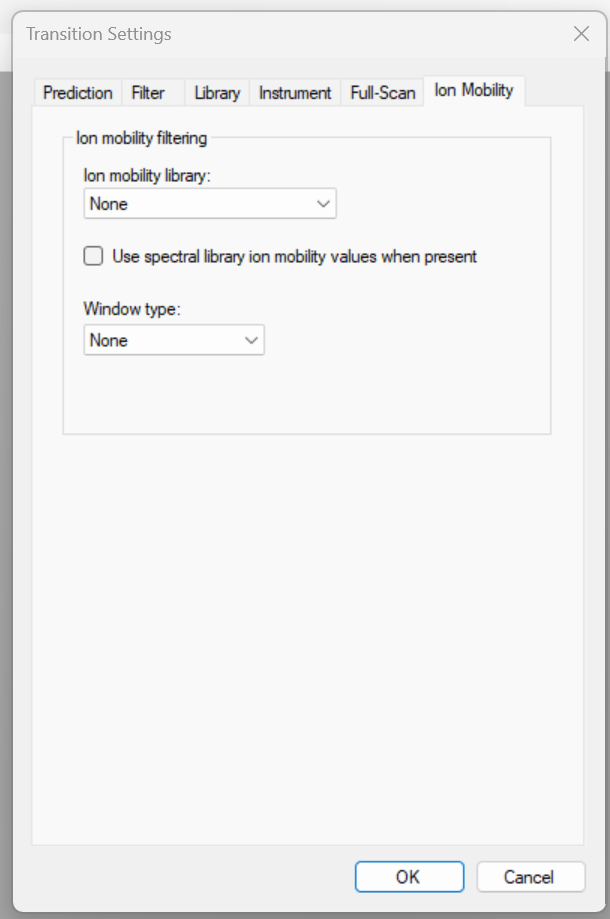 Transition Settings
Prediction Filter Library Instrument Full-Scan Ion Mobility
Ion mobility filtering
Ion mobility library:
None
Use spectral library ion mobility values when present
Window type:
None
OK Cancel